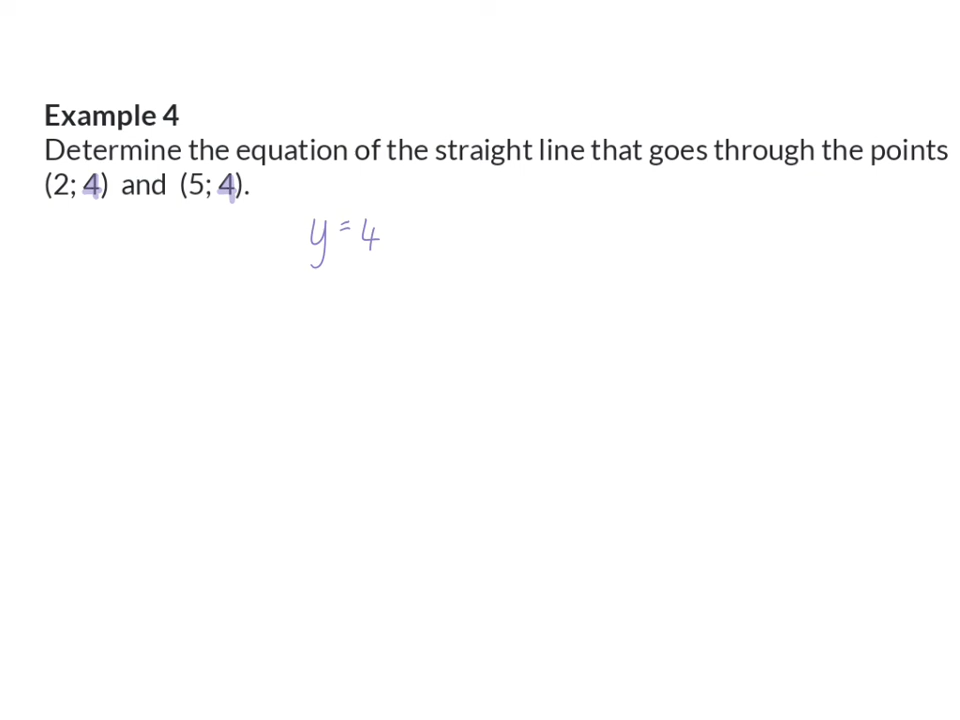 Example 4
Determine the equation of the straight line that goes through the points
(2; 4) and (5; 4).
y = 4